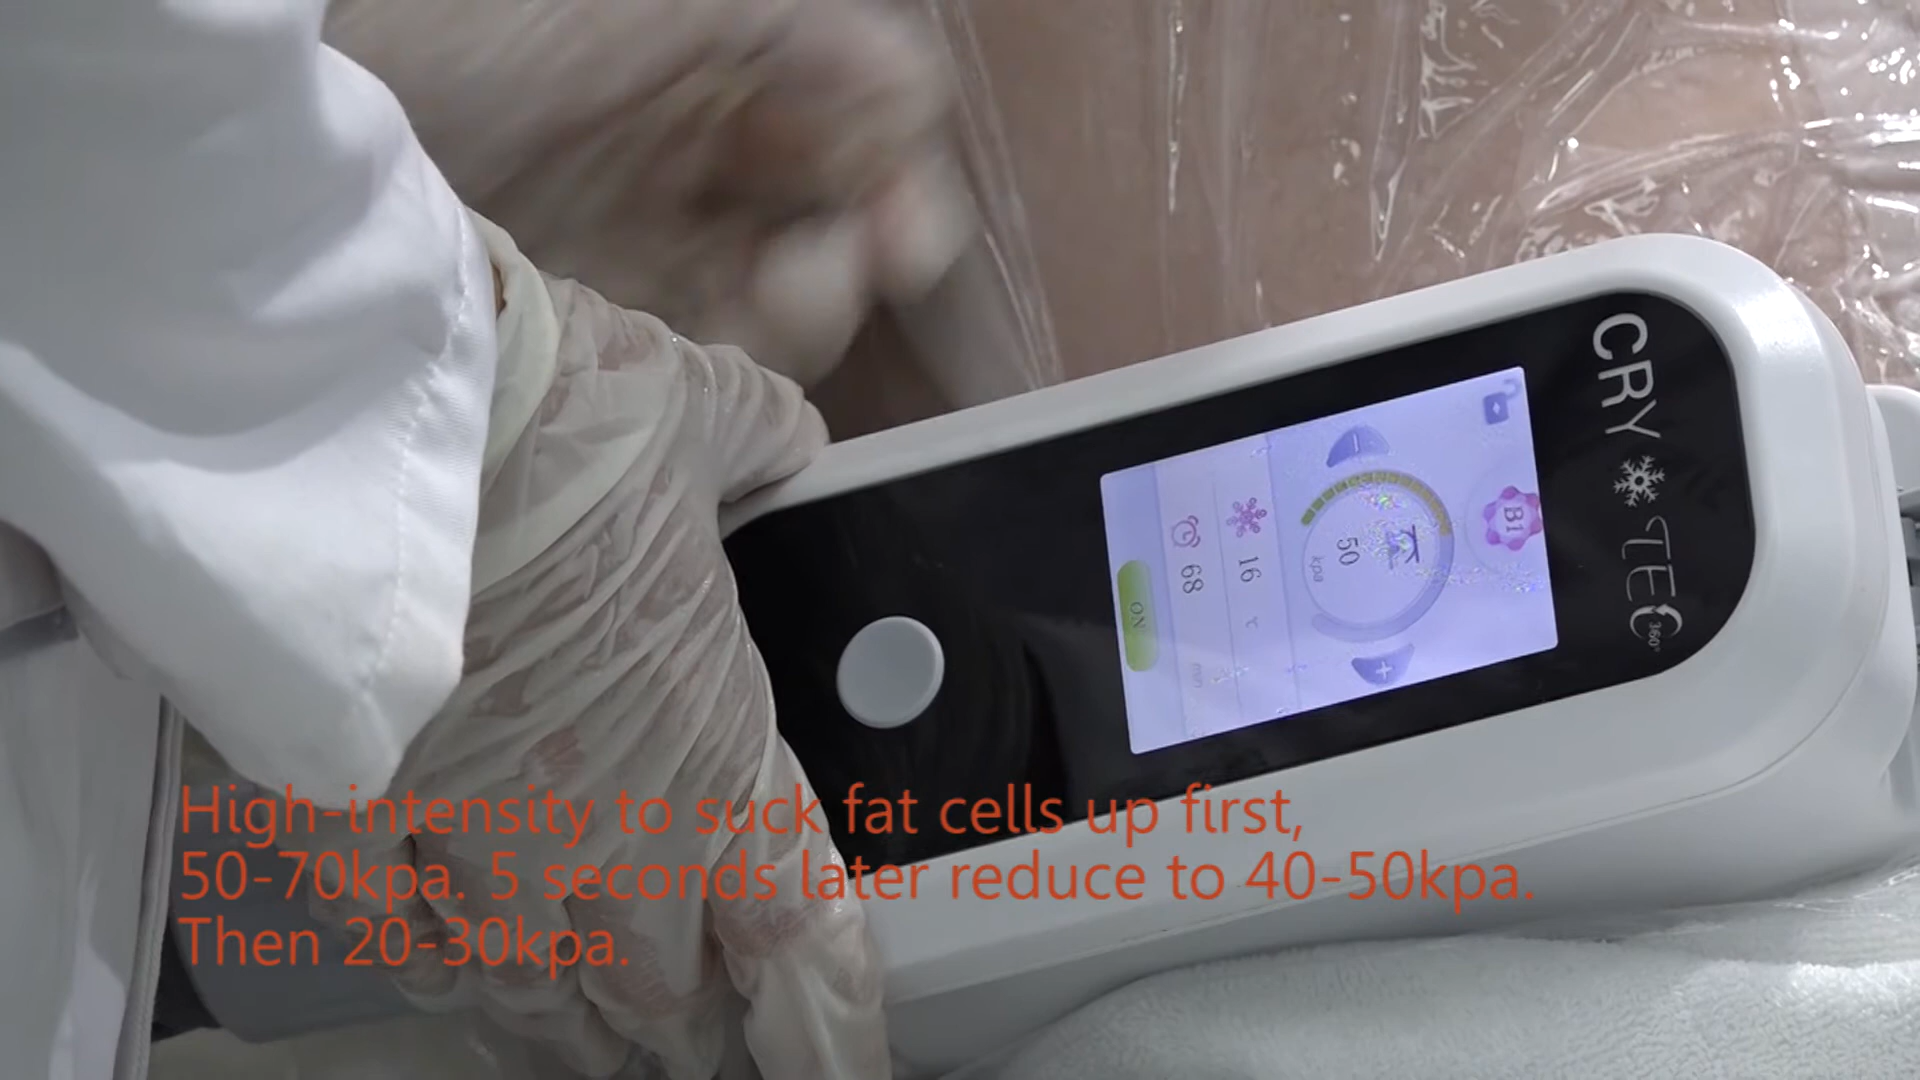 CRY TEC
360°
B1
50
kpa
16
℃
68
min
ON
High-intensity to suck fat cells up first,
50-70kpa. 5 seconds later reduce to 40-50kpa.
Then 20-30kpa.